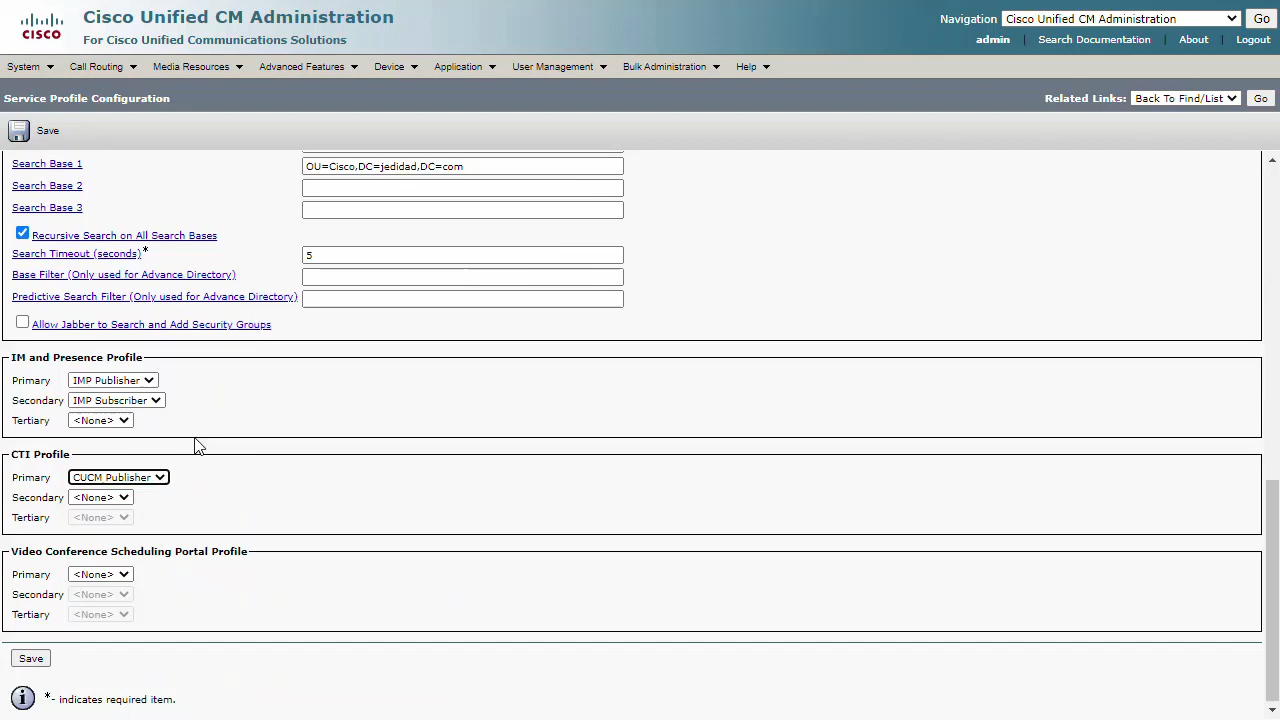 Cisco Unified CM Administration
For Cisco Unified Communications Solutions
CISCO
Navigation Cisco Unified CM Administration Go
admin | Search Documentation | About | Logout
System Call Routing Media Resources Advanced Features Device Application User Management Bulk Administration Help
Service Profile Configuration
Related Links: Back To Find/List Go
Save
Search Base 1 OU=Cisco,DC=jedidad,DC=com
Search Base 2
Search Base 3
Recursive Search on All Search Bases
Search Timeout (seconds)* 5
Base Filter (Only used for Advance Directory)
Predictive Search Filter (Only used for Advance Directory)
Allow Jabber to Search and Add Security Groups
IM and Presence Profile
Primary IMP Publisher
Secondary IMP Subscriber
Tertiary <None>
CTI Profile
Primary CUCM Publisher
Secondary <None>
Tertiary <None>
Video Conference Scheduling Portal Profile
Primary <None>
Secondary <None>
Tertiary <None>
Save
i *- indicates required item.